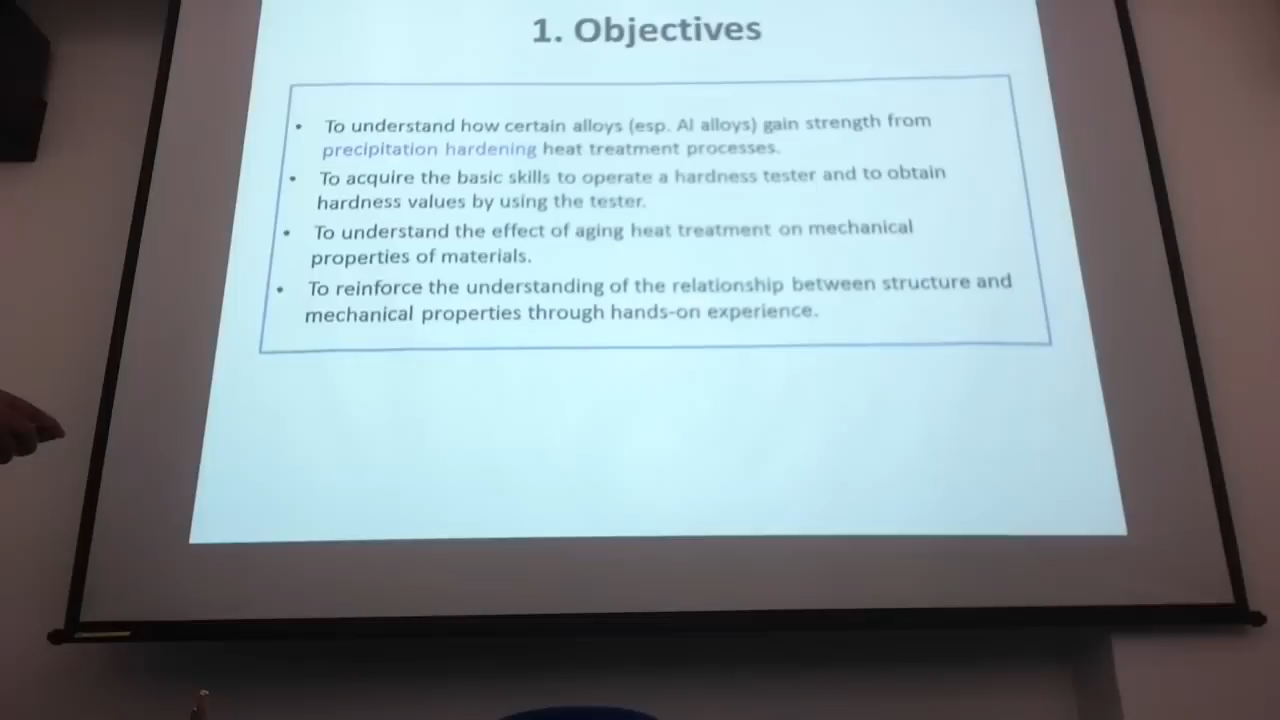 1. Objectives
• To understand how certain alloys (esp. Al alloys) gain strength from
precipitation hardening heat treatment processes.
• To acquire the basic skills to operate a hardness tester and to obtain
hardness values by using the tester.
• To understand the effect of aging heat treatment on mechanical
properties of materials.
• To reinforce the understanding of the relationship between structure and
mechanical properties through hands-on experience.